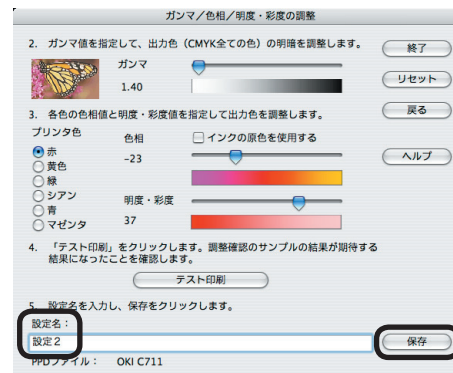 ガンマ／色相／明度・彩度の調整
2. ガンマ値を指定して、出力色（CMYK全ての色）の明暗を調整します。
終了
ガンマ
1.40
リセット
戻る
3. 各色の色相値と明度・彩度値を指定して出力色を調整します。
プリンタ色
色相
インクの原色を使用する
ヘルプ
赤
-23
黄色
緑
シアン
明度・彩度
青
37
マゼンタ
4. 「テスト印刷」をクリックします。調整確認のサンプルの結果が期待する
結果になったことを確認します。
テスト印刷
5. 設定名を入力し、保存をクリックします。
設定名：
設定２
保存
PPDファイル： OKI C711